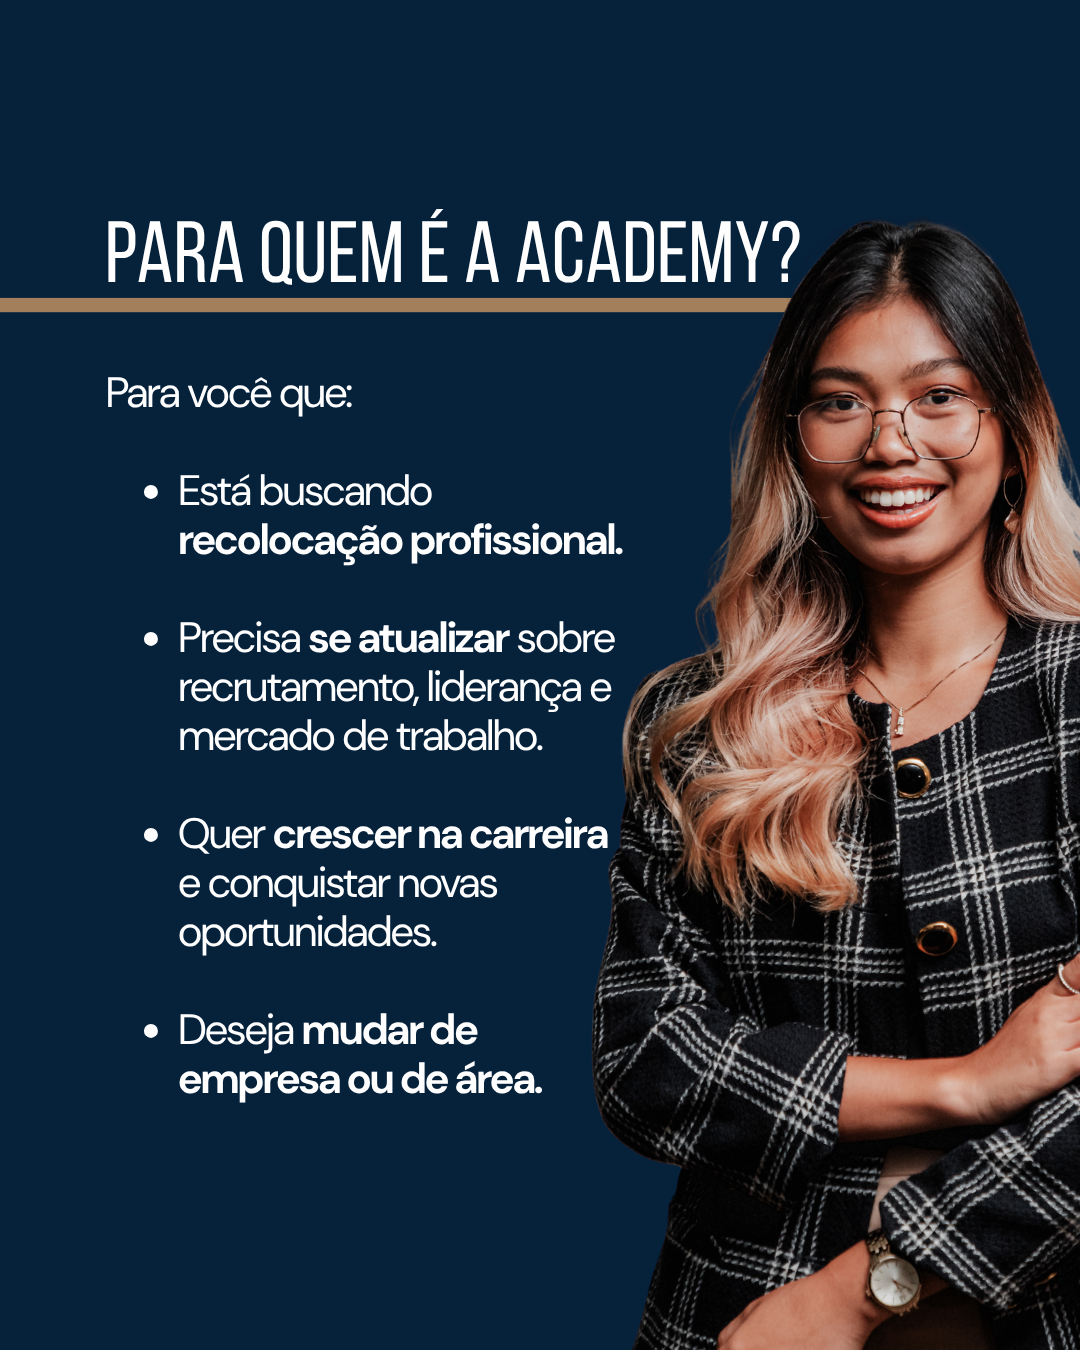 PARA QUEM É A ACADEMY?
Para você que:
• Está buscando
recolocação profissional.
• Precisa se atualizar sobre
recrutamento, liderança e
mercado de trabalho.
• Quer crescer na carreira
e conquistar novas
oportunidades.
• Deseja mudar de
empresa ou de área.